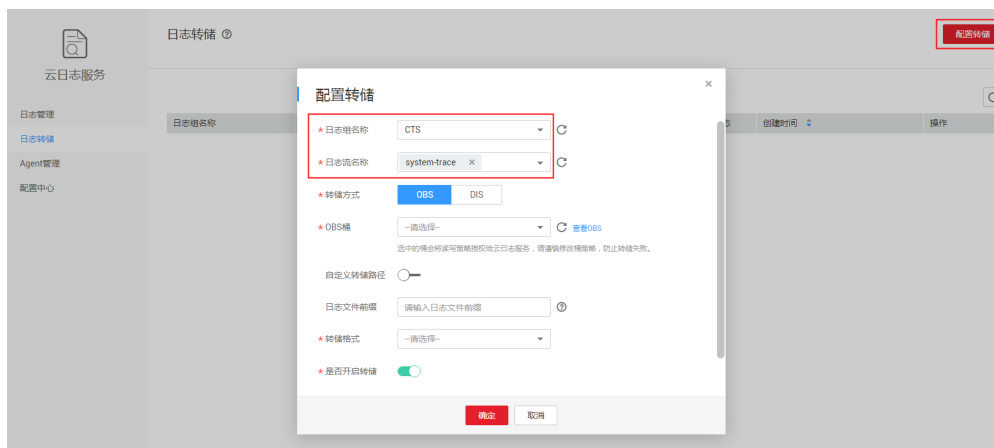 日志转储
配置转储
云日志服务
日志管理
日志转储
Agent管理
配置中心
日志组名称
创建时间
操作
配置转储
* 日志组名称 CTS
* 日志流名称 system-trace ×
* 转储方式 OBS DIS
* OBS桶 --请选择-- 查看OBS
选中的桶会将读写策略授权给云日志服务，请谨慎修改桶策略，防止转储失败。
自定义转储路径
日志文件前缀 请输入日志文件前缀
* 转储格式 --请选择--
* 是否开启转储
确定 取消